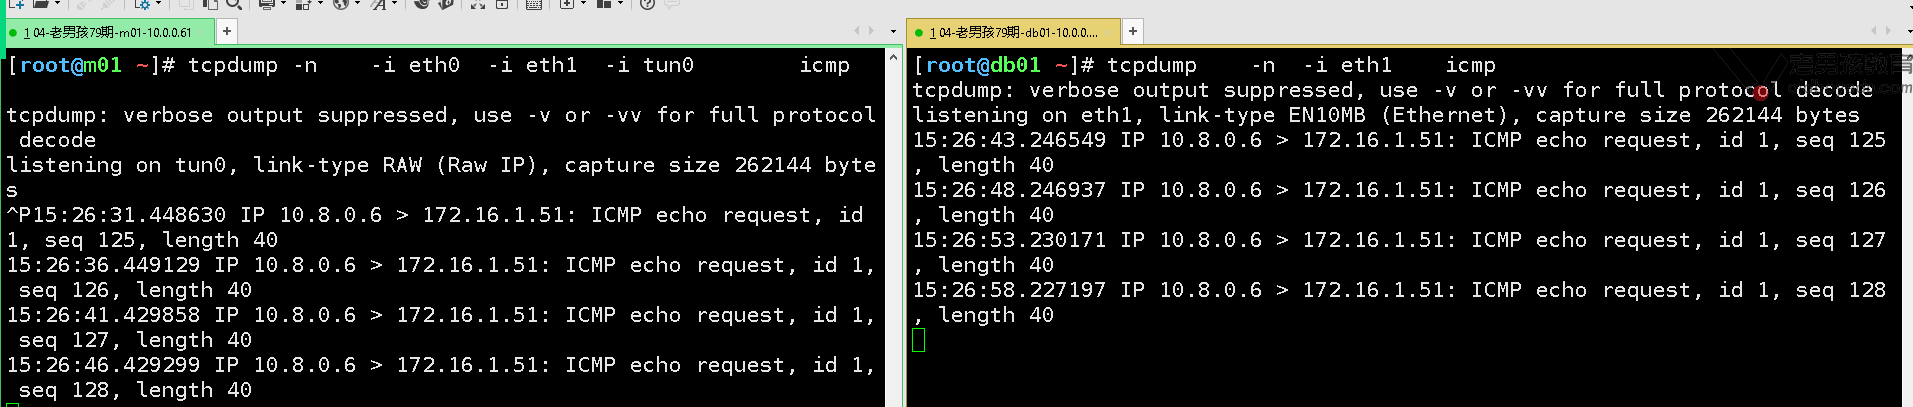 1 04-老男孩79期-m01-10.0.0.61
[root@m01 ~]# tcpdump -n    -i eth0  -i eth1  -i tun0        icmp
tcpdump: verbose output suppressed, use -v or -vv for full protocol
 decode
listening on tun0, link-type RAW (Raw IP), capture size 262144 byte
s
^P15:26:31.448630 IP 10.8.0.6 > 172.16.1.51: ICMP echo request, id
1, seq 125, length 40
15:26:36.449129 IP 10.8.0.6 > 172.16.1.51: ICMP echo request, id 1,
 seq 126, length 40
15:26:41.429858 IP 10.8.0.6 > 172.16.1.51: ICMP echo request, id 1,
 seq 127, length 40
15:26:46.429299 IP 10.8.0.6 > 172.16.1.51: ICMP echo request, id 1,
 seq 128, length 40
1 04-老男孩79期-db01-10.0.0....
[root@db01 ~]# tcpdump    -n  -i eth1    icmp
tcpdump: verbose output suppressed, use -v or -vv for full protocol decode
listening on eth1, link-type EN10MB (Ethernet), capture size 262144 bytes
15:26:43.246549 IP 10.8.0.6 > 172.16.1.51: ICMP echo request, id 1, seq 125
, length 40
15:26:48.246937 IP 10.8.0.6 > 172.16.1.51: ICMP echo request, id 1, seq 126
, length 40
15:26:53.230171 IP 10.8.0.6 > 172.16.1.51: ICMP echo request, id 1, seq 127
, length 40
15:26:58.227197 IP 10.8.0.6 > 172.16.1.51: ICMP echo request, id 1, seq 128
, length 40
老男孩教育